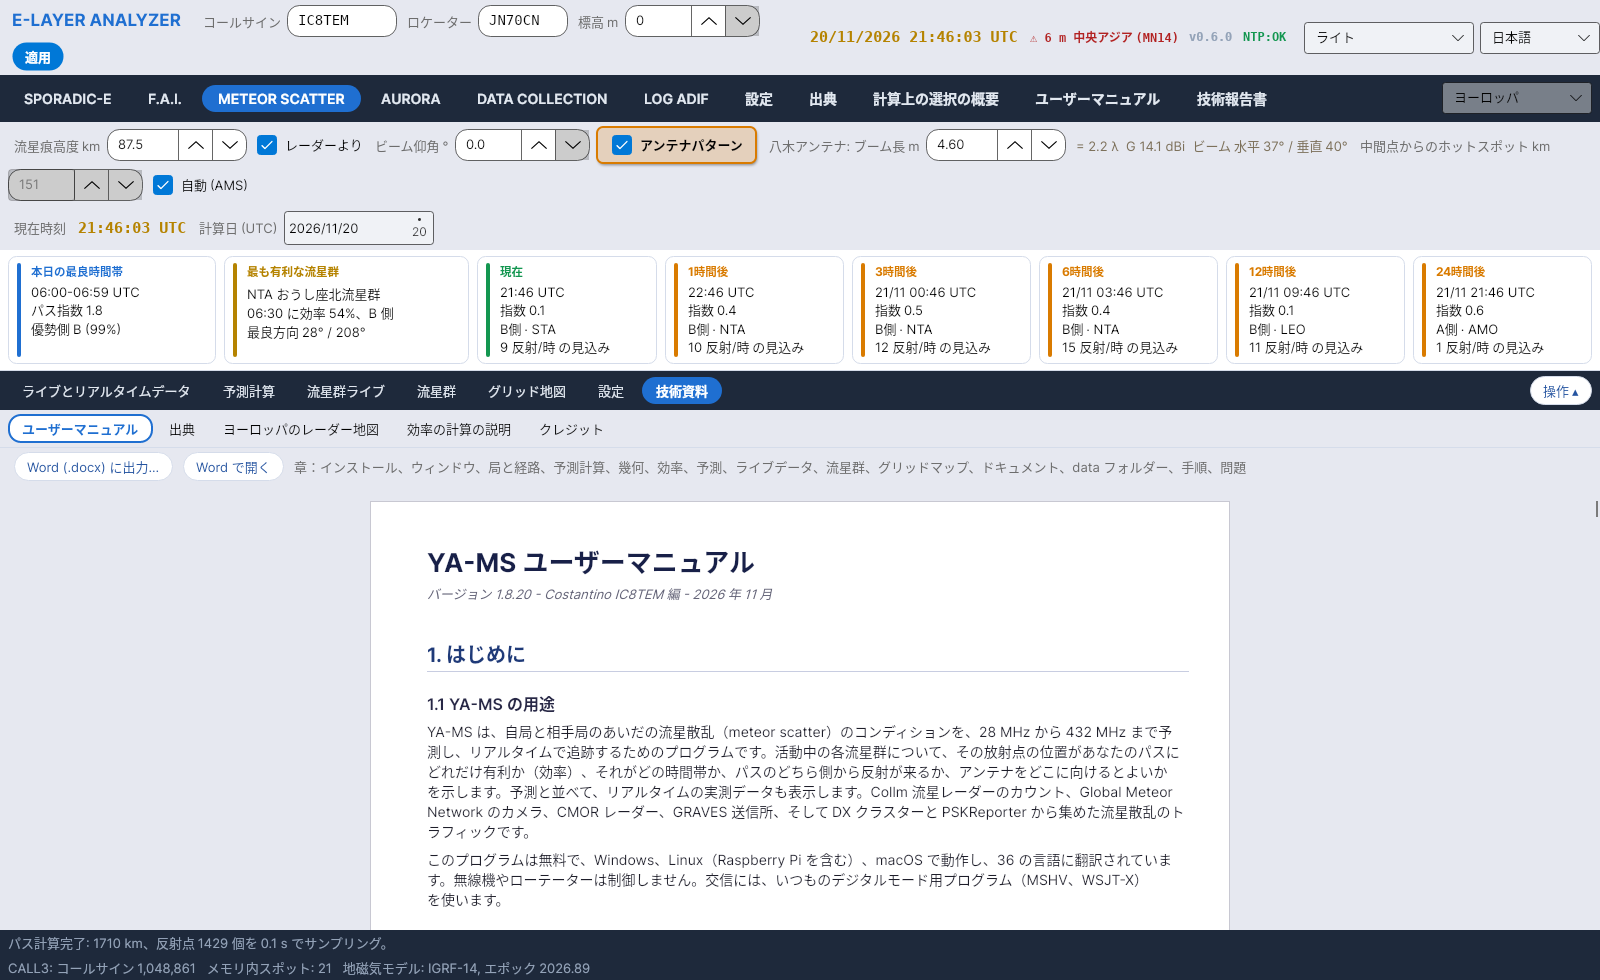 E-LAYER ANALYZER コールサイン IC8TEM ロケーター JN70CN 標高 m 0
適用
20/11/2026 21:46:03 UTC ⚠ 6 m 中央アジア (MN14) v0.6.0 NTP:OK ライト 日本語
SPORADIC-E F.A.I. METEOR SCATTER AURORA DATA COLLECTION LOG ADIF 設定 出典 計算上の選択の概要 ユーザーマニュアル 技術報告書 ヨーロッパ
流星痕高度 km 87.5 レーダーより ビーム仰角 ° 0.0 アンテナパターン 八木アンテナ: ブーム長 m 4.60 = 2.2 λ G 14.1 dBi ビーム 水平 37° / 垂直 40° 中間点からのホットスポット km
151 自動 (AMS)
現在時刻 21:46:03 UTC 計算日 (UTC) 2026/11/20 20
本日の最良時間帯
06:00-06:59 UTC
パス指数 1.8
優勢側 B (99%)
最も有利な流星群
NTA おうし座北流星群
06:30 に効率 54%、B 側
最良方向 28° / 208°
現在
21:46 UTC
指数 0.1
B側 · STA
9 反射/時 の見込み
1時間後
22:46 UTC
指数 0.4
B側 · NTA
10 反射/時 の見込み
3時間後
21/11 00:46 UTC
指数 0.5
B側 · NTA
12 反射/時 の見込み
6時間後
21/11 03:46 UTC
指数 0.4
B側 · NTA
15 反射/時 の見込み
12時間後
21/11 09:46 UTC
指数 0.1
B側 · LEO
11 反射/時 の見込み
24時間後
21/11 21:46 UTC
指数 0.6
A側 · AMO
1 反射/時 の見込み
ライブとリアルタイムデータ 予測計算 流星群ライブ 流星群 グリッド地図 設定 技術資料 操作 ▴
ユーザーマニュアル 出典 ヨーロッパのレーダー地図 効率の計算の説明 クレジット
Word (.docx) に出力... Word で開く 章：インストール、ウィンドウ、局と経路、予測計算、幾何、効率、予測、ライブデータ、流星群、グリッドマップ、ドキュメント、data フォルダー、手順、問題
YA-MS ユーザーマニュアル
バージョン 1.8.20 - Costantino IC8TEM 編 - 2026 年 11 月
1. はじめに
1.1 YA-MS の用途
YA-MS は、自局と相手局のあいだの流星散乱（meteor scatter）のコンディションを、28 MHz から 432 MHz まで予
測し、リアルタイムで追跡するためのプログラムです。活動中の各流星群について、その放射点の位置があなたのパスに
どれだけ有利か（効率）、それがどの時間帯か、パスのどちら側から反射が来るか、アンテナをどこに向けるとよいか
を示します。予測と並べて、リアルタイムの実測データも表示します。Collm 流星レーダーのカウント、Global Meteor
Network のカメラ、CMOR レーダー、GRAVES 送信所、そして DX クラスターと PSKReporter から集めた流星散乱のト
ラフィックです。
このプログラムは無料で、Windows、Linux（Raspberry Pi を含む）、macOS で動作し、36 の言語に翻訳されていま
す。無線機やローテーターは制御しません。交信には、いつものデジタルモード用プログラム（MSHV、WSJT-X）
を使います。
パス計算完了: 1710 km、反射点 1429 個を 0.1 s でサンプリング。
CALL3: コールサイン 1,048,861 メモリ内スポット: 21 地磁気モデル: IGRF-14, エポック 2026.89